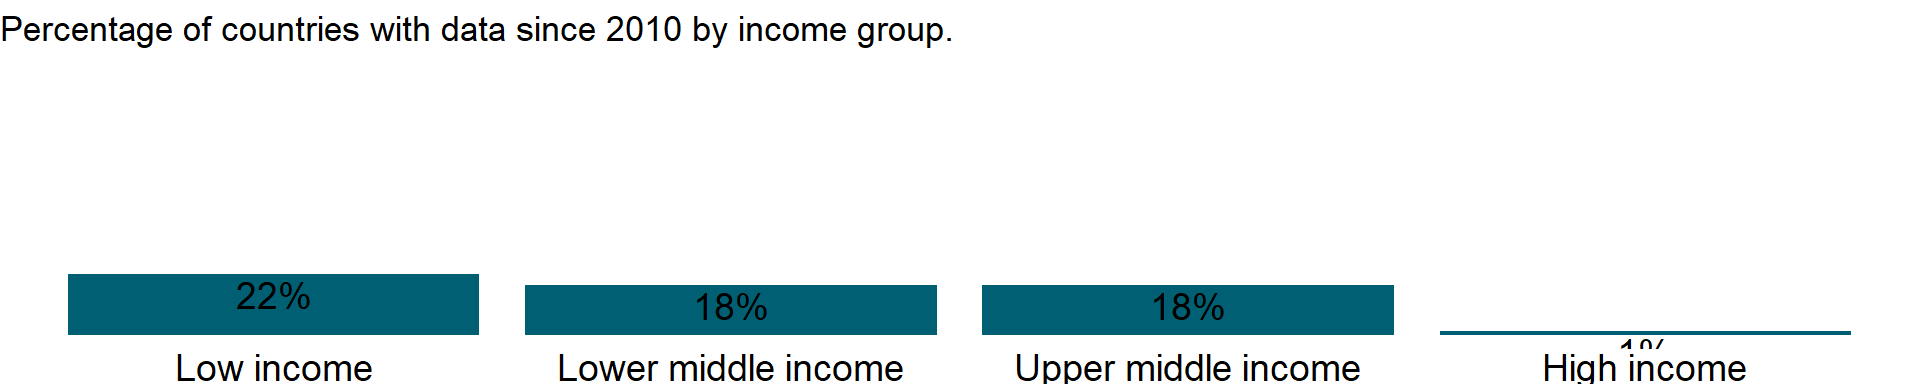 Percentage of countries with data since 2010 by income group.
22%
18%
18%
1%
Low income
Lower middle income
Upper middle income
High income